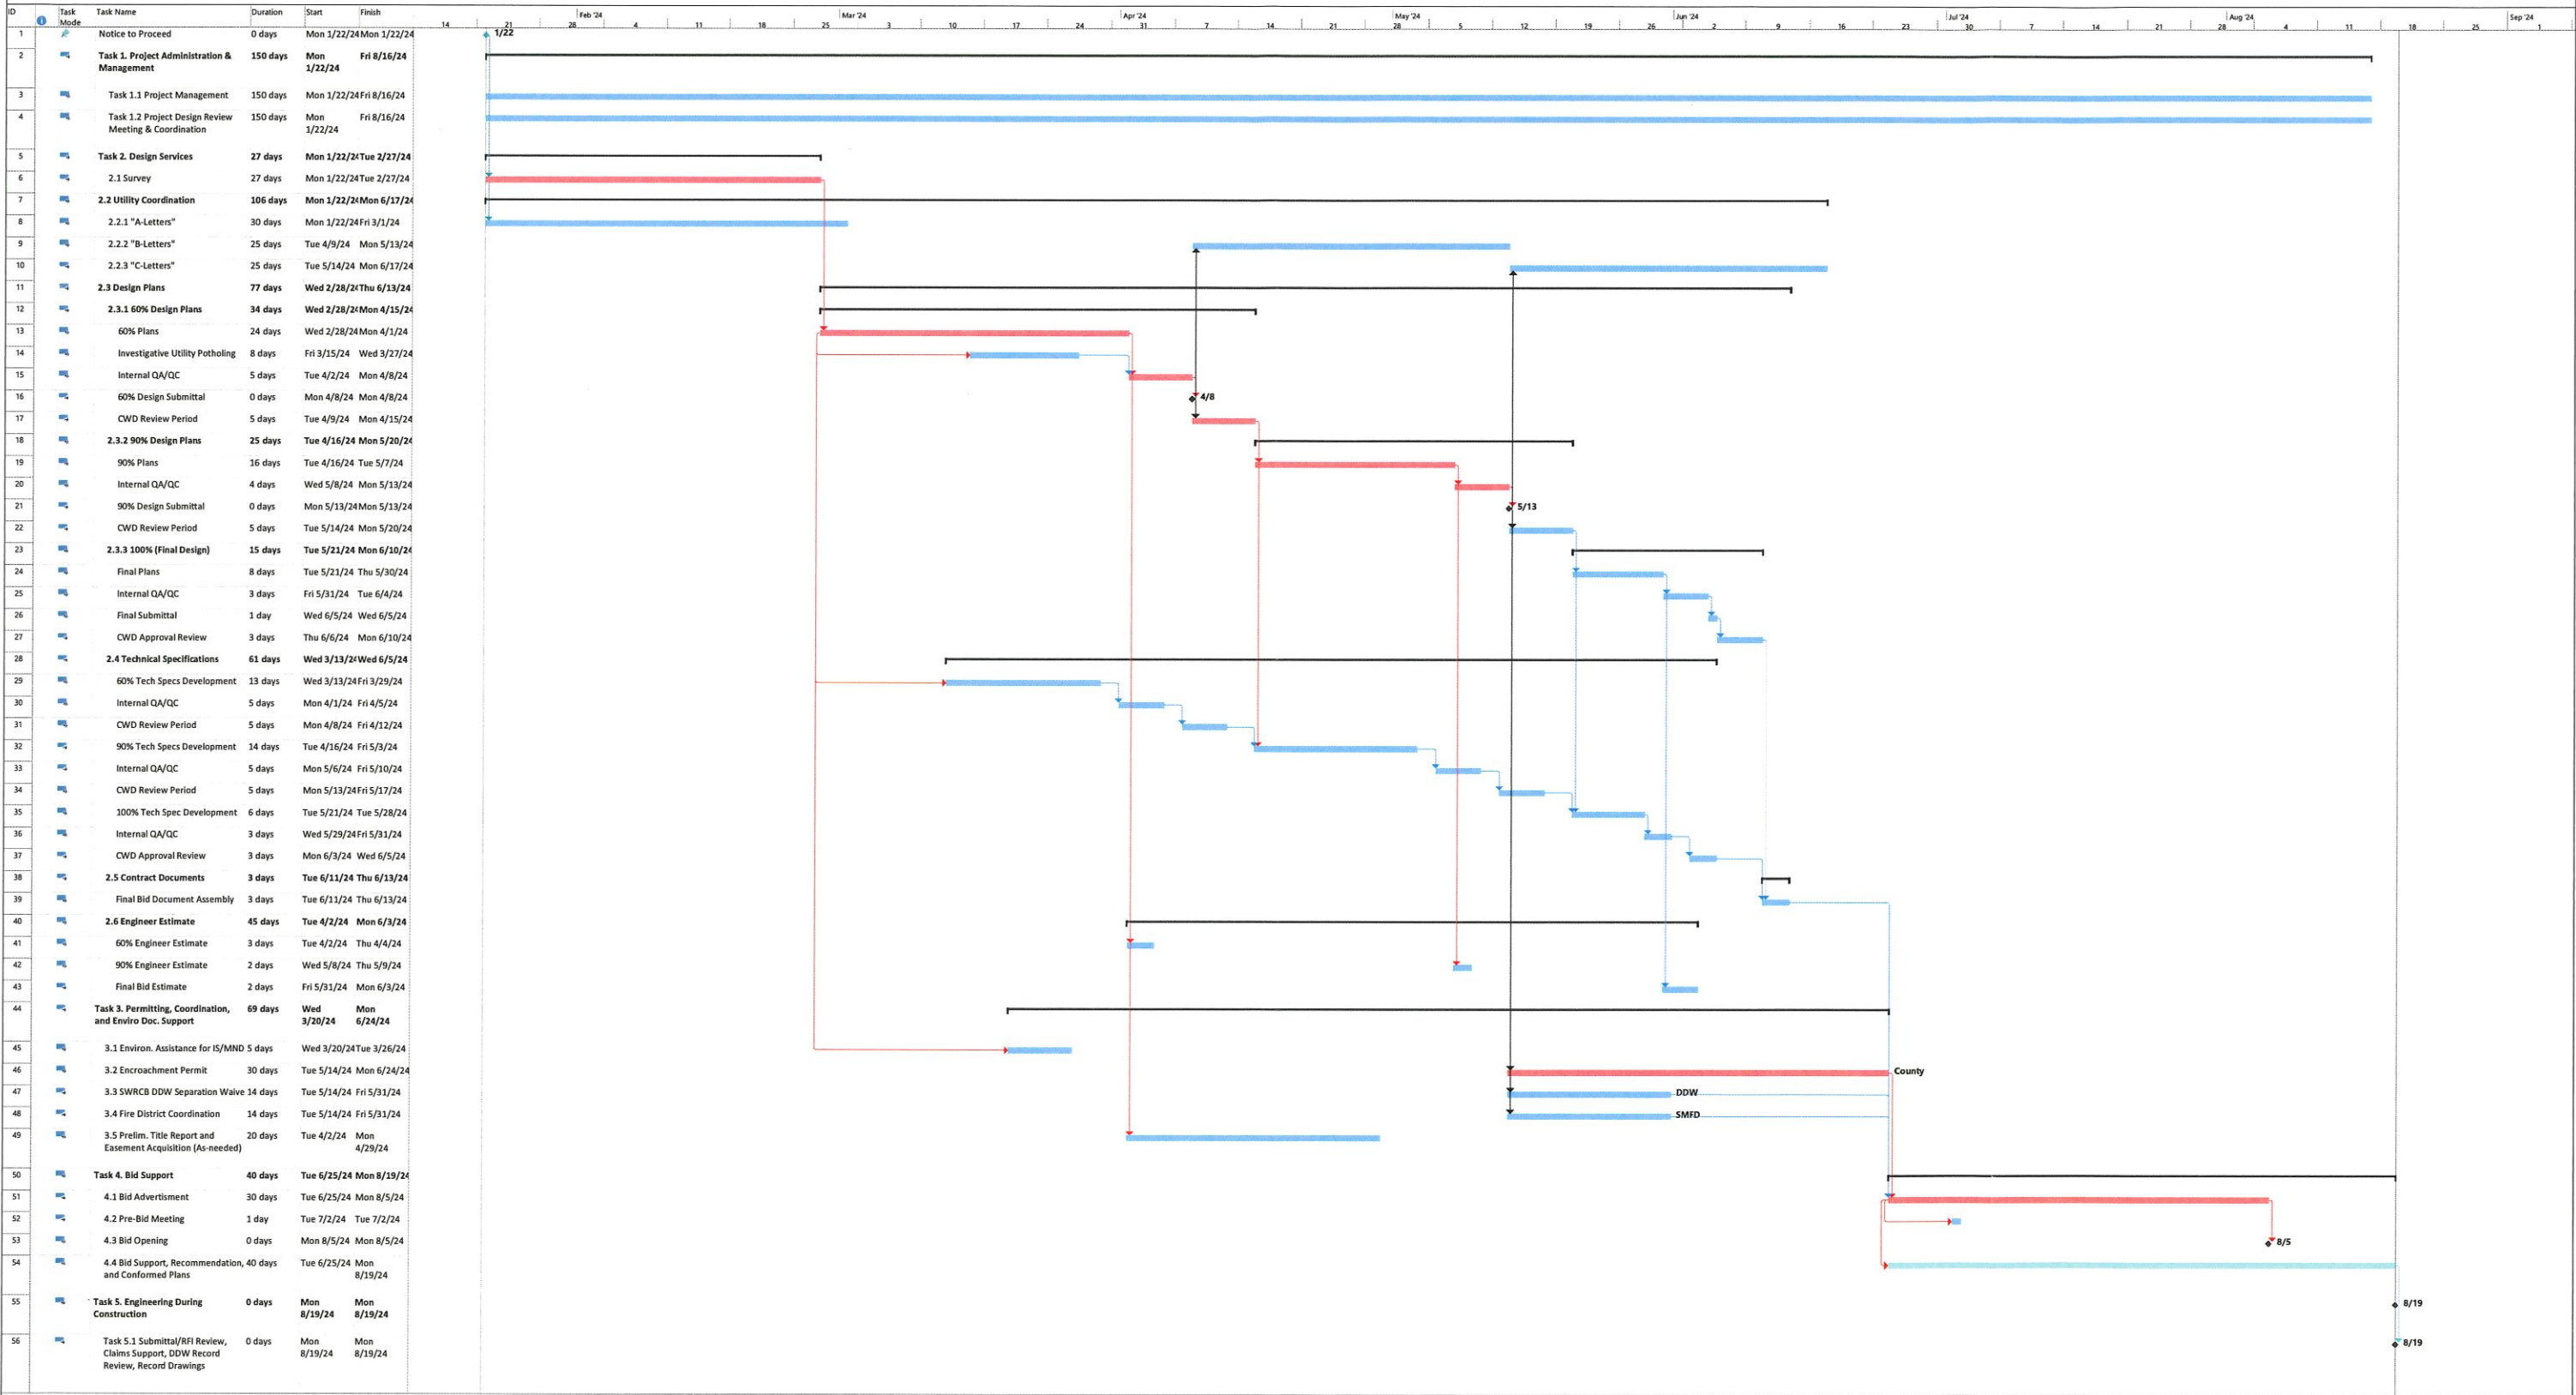 ID Task Mode Task Name Duration Start Finish
Feb '24 Mar '24 Apr '24 May '24 Jun '24 Jul '24 Aug '24 Sep '24
14 21 28 4 11 18 25 3 10 17 24 31 7 14 21 28 5 12 19 26 2 9 16 23 30 7 14 21 28 4 11 18 25 1
1 Notice to Proceed 0 days Mon 1/22/24 Mon 1/22/24 1/22
2 Task 1. Project Administration & 150 days Mon Fri 8/16/24
Management 1/22/24
3 Task 1.1 Project Management 150 days Mon 1/22/24 Fri 8/16/24
4 Task 1.2 Project Design Review 150 days Mon Fri 8/16/24
Meeting & Coordination 1/22/24
5 Task 2. Design Services 27 days Mon 1/22/24 Tue 2/27/24
6 2.1 Survey 27 days Mon 1/22/24 Tue 2/27/24
7 2.2 Utility Coordination 106 days Mon 1/22/24 Mon 6/17/24
8 2.2.1 "A-Letters" 30 days Mon 1/22/24 Fri 3/1/24
9 2.2.2 "B-Letters" 25 days Tue 4/9/24 Mon 5/13/24
10 2.2.3 "C-Letters" 25 days Tue 5/14/24 Mon 6/17/24
11 2.3 Design Plans 77 days Wed 2/28/24 Thu 6/13/24
12 2.3.1 60% Design Plans 34 days Wed 2/28/24 Mon 4/15/24
13 60% Plans 24 days Wed 2/28/24 Mon 4/1/24
14 Investigative Utility Potholing 8 days Fri 3/15/24 Wed 3/27/24
15 Internal QA/QC 5 days Tue 4/2/24 Mon 4/8/24
16 60% Design Submittal 0 days Mon 4/8/24 Mon 4/8/24 4/8
17 CWD Review Period 5 days Tue 4/9/24 Mon 4/15/24
18 2.3.2 90% Design Plans 25 days Tue 4/16/24 Mon 5/20/24
19 90% Plans 16 days Tue 4/16/24 Tue 5/7/24
20 Internal QA/QC 4 days Wed 5/8/24 Mon 5/13/24
21 90% Design Submittal 0 days Mon 5/13/24 Mon 5/13/24 5/13
22 CWD Review Period 5 days Tue 5/14/24 Mon 5/20/24
23 2.3.3 100% (Final Design) 15 days Tue 5/21/24 Mon 6/10/24
24 Final Plans 8 days Tue 5/21/24 Thu 5/30/24
25 Internal QA/QC 3 days Fri 5/31/24 Tue 6/4/24
26 Final Submittal 1 day Wed 6/5/24 Wed 6/5/24
27 CWD Approval Review 3 days Thu 6/6/24 Mon 6/10/24
28 2.4 Technical Specifications 61 days Wed 3/13/24 Wed 6/5/24
29 60% Tech Specs Development 13 days Wed 3/13/24 Fri 3/29/24
30 Internal QA/QC 5 days Mon 4/1/24 Fri 4/5/24
31 CWD Review Period 5 days Mon 4/8/24 Fri 4/12/24
32 90% Tech Specs Development 14 days Tue 4/16/24 Fri 5/3/24
33 Internal QA/QC 5 days Mon 5/6/24 Fri 5/10/24
34 CWD Review Period 5 days Mon 5/13/24 Fri 5/17/24
35 100% Tech Spec Development 6 days Tue 5/21/24 Tue 5/28/24
36 Internal QA/QC 3 days Wed 5/29/24 Fri 5/31/24
37 CWD Approval Review 3 days Mon 6/3/24 Wed 6/5/24
38 2.5 Contract Documents 3 days Tue 6/11/24 Thu 6/13/24
39 Final Bid Document Assembly 3 days Tue 6/11/24 Thu 6/13/24
40 2.6 Engineer Estimate 45 days Tue 4/2/24 Mon 6/3/24
41 60% Engineer Estimate 3 days Tue 4/2/24 Thu 4/4/24
42 90% Engineer Estimate 2 days Wed 5/8/24 Thu 5/9/24
43 Final Bid Estimate 2 days Fri 5/31/24 Mon 6/3/24
44 Task 3. Permitting, Coordination, 69 days Wed Mon
and Enviro Doc. Support 3/20/24 6/24/24
45 3.1 Environ. Assistance for IS/MND 5 days Wed 3/20/24 Tue 3/26/24
46 3.2 Encroachment Permit 30 days Tue 5/14/24 Mon 6/24/24 County
47 3.3 SWRCB DDW Separation Waive 14 days Tue 5/14/24 Fri 5/31/24 DDW
48 3.4 Fire District Coordination 14 days Tue 5/14/24 Fri 5/31/24 SMFD
49 3.5 Prelim. Title Report and 20 days Tue 4/2/24 Mon
Easement Acquisition (As-needed) 4/29/24
50 Task 4. Bid Support 40 days Tue 6/25/24 Mon 8/19/24
51 4.1 Bid Advertisment 30 days Tue 6/25/24 Mon 8/5/24
52 4.2 Pre-Bid Meeting 1 day Tue 7/2/24 Tue 7/2/24
53 4.3 Bid Opening 0 days Mon 8/5/24 Mon 8/5/24 8/5
54 4.4 Bid Support, Recommendation, 40 days Tue 6/25/24 Mon
and Conformed Plans 8/19/24
55 Task 5. Engineering During 0 days Mon Mon 8/19
Construction 8/19/24 8/19/24
56 Task 5.1 Submittal/RFI Review, 0 days Mon Mon 8/19
Claims Support, DDW Record 8/19/24 8/19/24
Review, Record Drawings